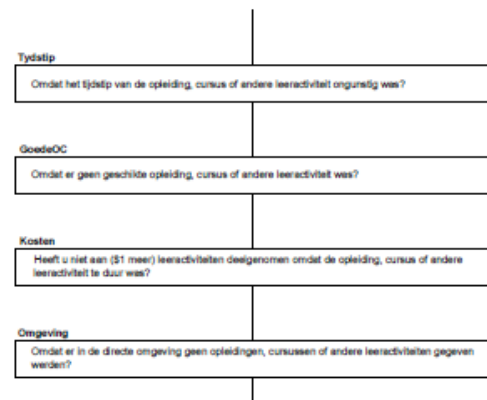 Tydstip
Omdat het tijdstip van de opleiding, cursus of andere leeractiviteit ongunstig was?
GoedeOC
Omdat er geen geschikte opleiding, cursus of andere leeractiviteit was?
Kosten
Heeft u niet aan ($1 meer) leeractiviteiten deelgenomen omdat de opleiding, cursus of andere
leeractiviteit te duur was?
Omgeving
Omdat er in de directe omgeving geen opleidingen, cursussen of andere leeractiviteiten gegeven
werden?